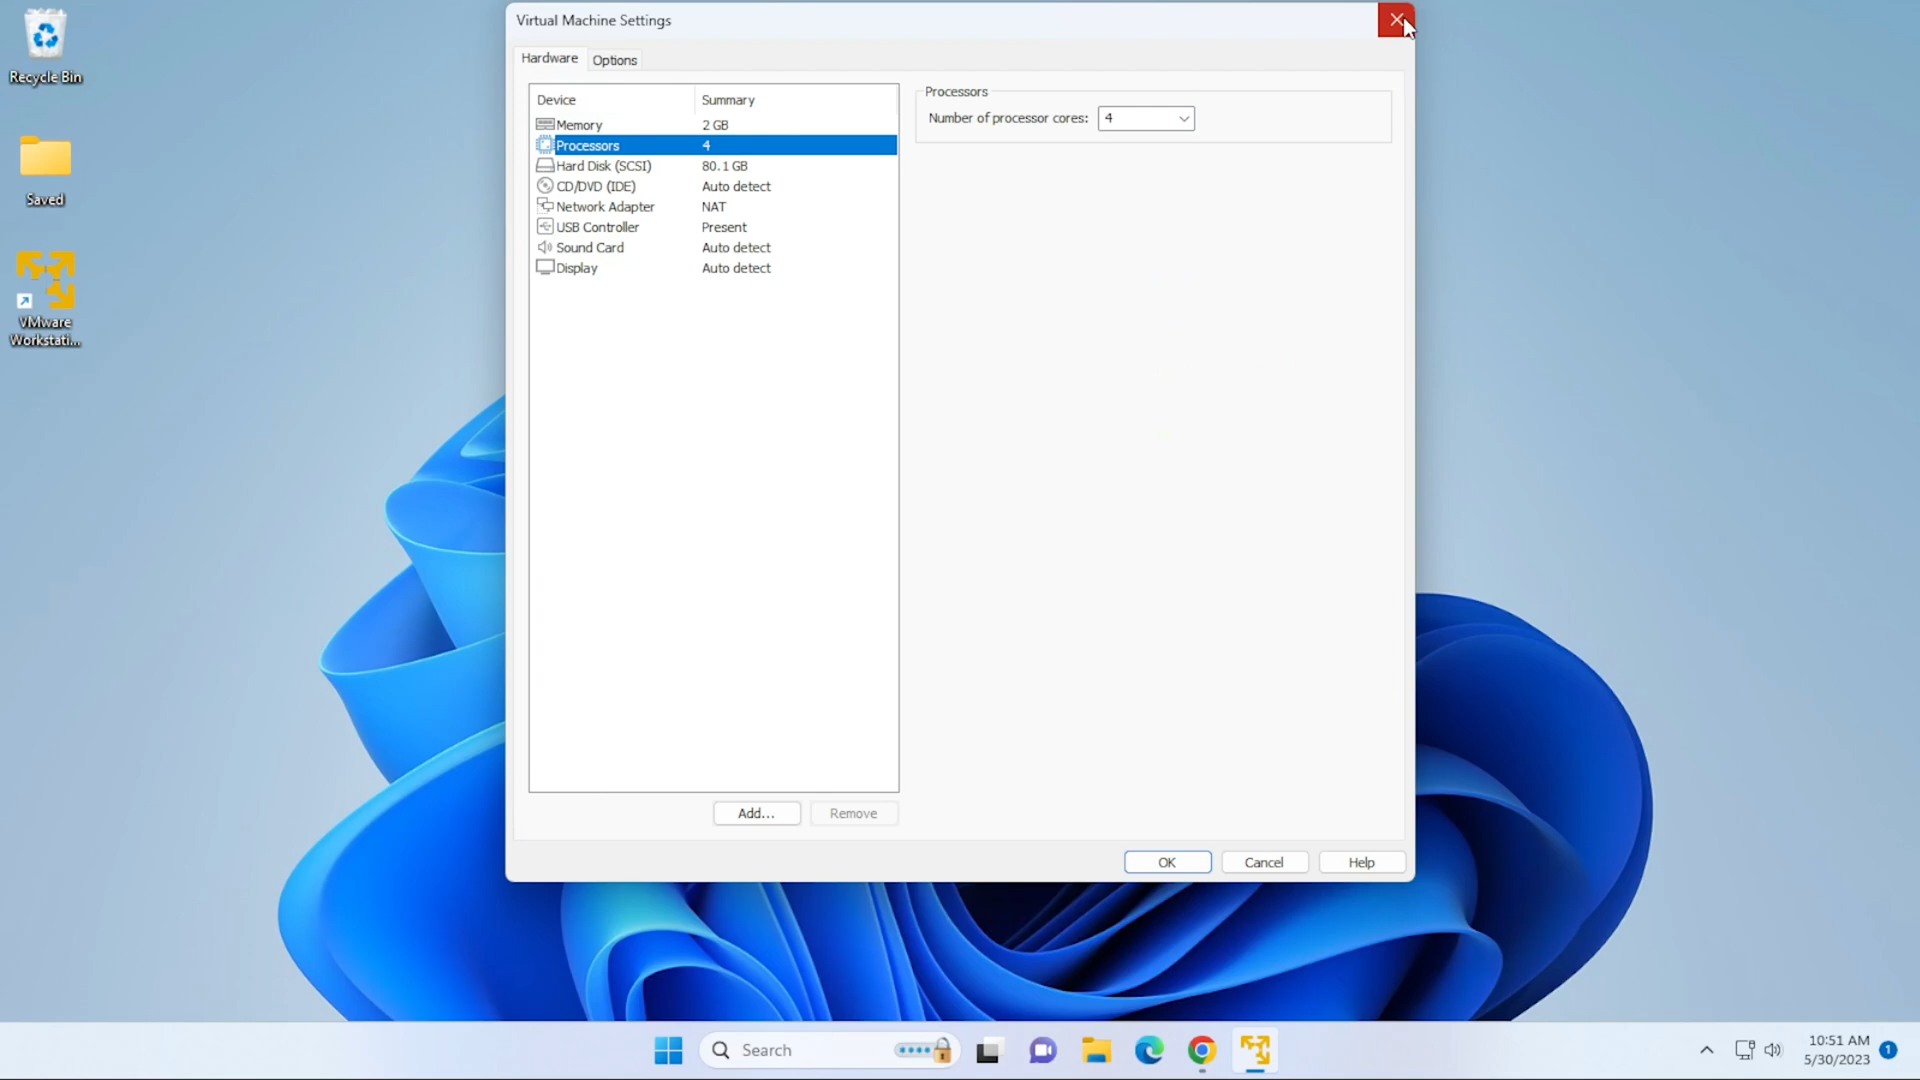 Virtual Machine Settings
Recycle Bin
Hardware
Options
Device
Summary
Processors
Memory
2 GB
Number of processor cores:
4
Processors
4
Hard Disk (SCSI)
80.1 GB
CD/DVD (IDE)
Auto detect
Saved
Network Adapter
NAT
USB Controller
Present
Sound Card
Auto detect
Display
Auto detect
VMware
Workstati...
Add...
Remove
OK
Cancel
Help
Search
10:51 AM
5/30/2023
1